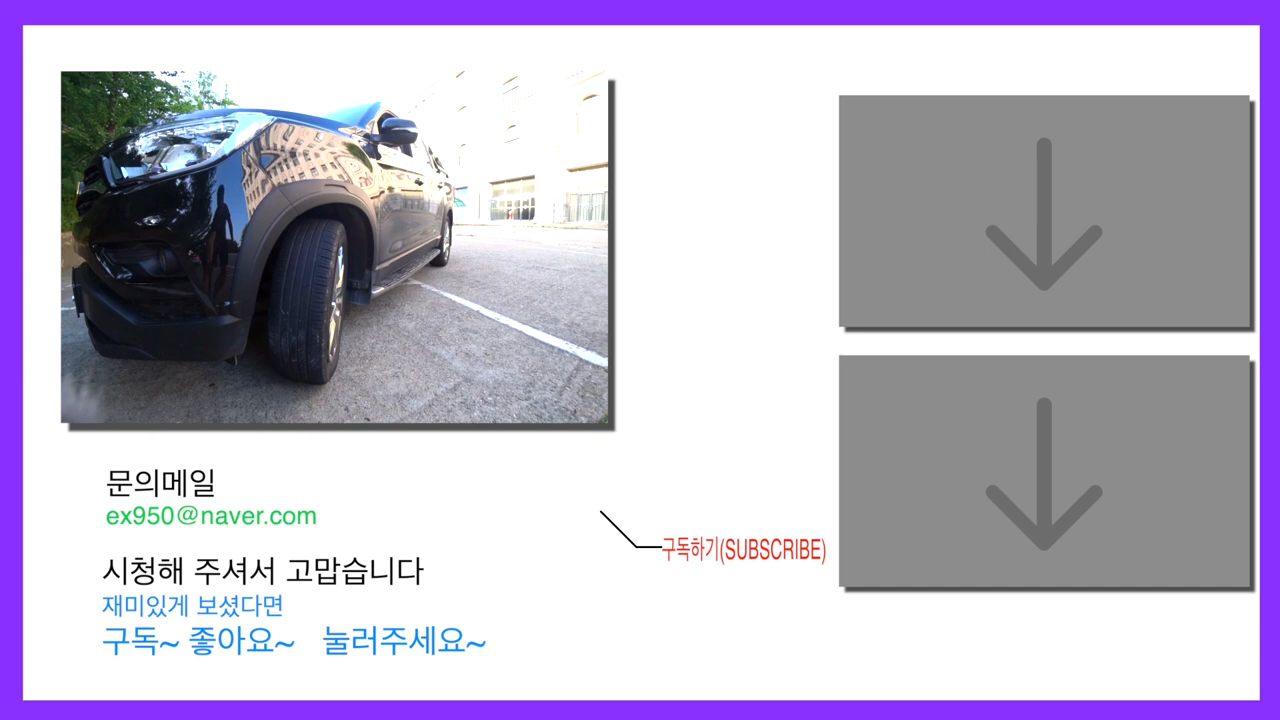 문의메일
ex950@naver.com
구독하기(SUBSCRIBE)
시청해 주셔서 고맙습니다
재미있게 보셨다면
구독~ 좋아요~ 눌러주세요~